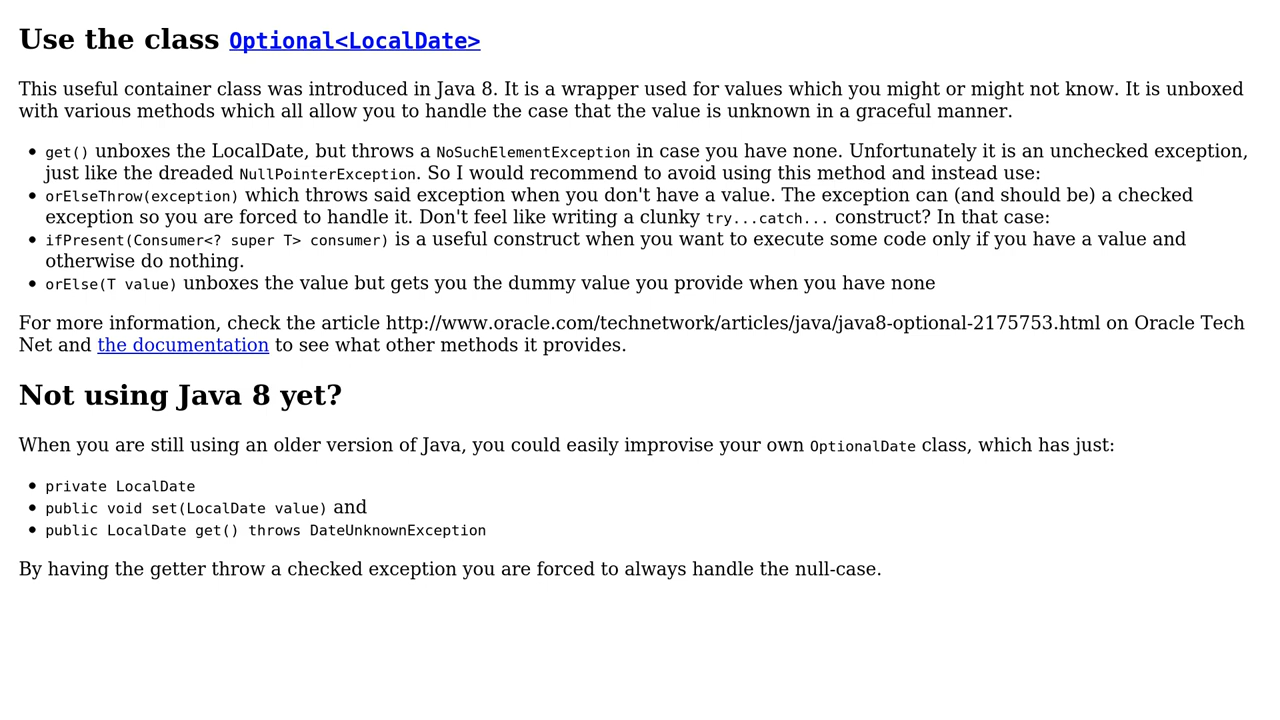 Use the class Optional<LocalDate>
This useful container class was introduced in Java 8. It is a wrapper used for values which you might or might not know. It is unboxed
with various methods which all allow you to handle the case that the value is unknown in a graceful manner.
• get() unboxes the LocalDate, but throws a NoSuchElementException in case you have none. Unfortunately it is an unchecked exception,
just like the dreaded NullPointerException. So I would recommend to avoid using this method and instead use:
• orElseThrow(exception) which throws said exception when you don't have a value. The exception can (and should be) a checked
exception so you are forced to handle it. Don't feel like writing a clunky try...catch... construct? In that case:
• ifPresent(Consumer<? super T> consumer) is a useful construct when you want to execute some code only if you have a value and
otherwise do nothing.
• orElse(T value) unboxes the value but gets you the dummy value you provide when you have none
For more information, check the article http://www.oracle.com/technetwork/articles/java/java8-optional-2175753.html on Oracle Tech
Net and the documentation to see what other methods it provides.
Not using Java 8 yet?
When you are still using an older version of Java, you could easily improvise your own OptionalDate class, which has just:
• private LocalDate
• public void set(LocalDate value) and
• public LocalDate get() throws DateUnknownException
By having the getter throw a checked exception you are forced to always handle the null-case.